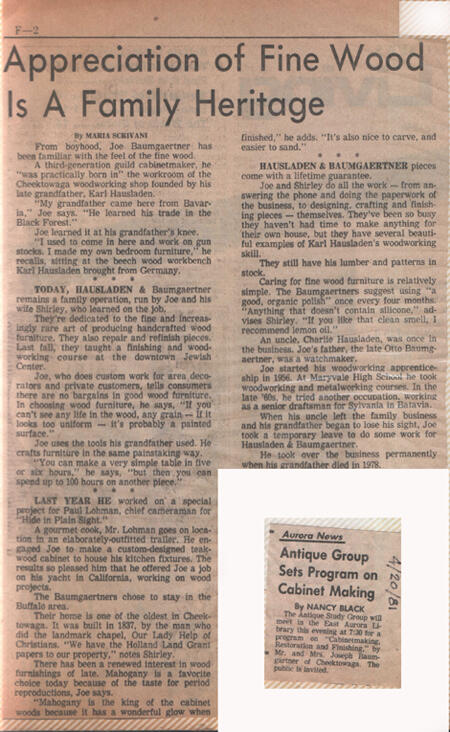 F—2
Appreciation of Fine Wood
Is A Family Heritage
By MARIA SCRIVANI
From boyhood, Joe Baumgaertner has
been familiar with the feel of the fine wood.
A third-generation guild cabinetmaker, he
"was practically born in" the workroom of the
Cheektowaga woodworking shop founded by his
late grandfather, Karl Hausladen.
"My grandfather came here from Bavar-
ia," Joe says. "He learned his trade in the
Black Forest."
Joe learned it at his grandfather's knee.
"I used to come in here and work on gun
stocks. I made my own bedroom furniture," he
recalls, sitting at the beech wood workbench
Karl Hausladen brought from Germany.
* * *
TODAY, HAUSLADEN & Baumgaertner
remains a family operation, run by Joe and his
wife Shirley, who learned on the job.
They're dedicated to the fine and increas-
ingly rare art of producing handcrafted wood
furniture. They also repair and refinish pieces.
Last fall, they taught a finishing and wood-
working course at the downtown Jewish
Center.
Joe, who does custom work for area deco-
rators and private customers, tells consumers
there are no bargains in good wood furniture.
In choosing wood furniture, he says, "If you
can't see any life in the wood, any grain — if it
looks too uniform — it's probably a painted
surface."
Joe uses the tools his grandfather used. He
crafts furniture in the same painstaking way.
"You can make a very simple table in five
or six hours," he says, "but then you can
spend up to 100 hours on another piece."
* * *
LAST YEAR HE worked on a special
project for Paul Lohman, chief cameraman for
"Hide in Plain Sight."
A gourmet cook, Mr. Lohman goes on loca-
tion in an elaborately-outfitted trailer. He en-
gaged Joe to make a custom-designed teak-
wood cabinet to house his kitchen fixtures. The
results so pleased him that he offered Joe a job
on his yacht in California, working on wood
projects.
The Baumgaertners chose to stay in the
Buffalo area.
Their home is one of the oldest in Cheek-
towaga. It was built in 1837, by the man who
did the landmark chapel, Our Lady Help of
Christians. "We have the Holland Land Grant
papers to our property," notes Shirley.
There has been a renewed interest in wood
furnishings of late. Mahogany is a favorite
choice today because of the taste for period
reproductions, Joe says.
"Mahogany is the king of the cabinet
woods because it has a wonderful glow when
finished," he adds. "It's also nice to carve, and
easier to sand."
* * *
HAUSLADEN & BAUMGAERTNER pieces
come with a lifetime guarantee.
Joe and Shirley do all the work — from an-
swering the phone and doing the paperwork of
the business, to designing, crafting and finish-
ing pieces — themselves. They've been so busy
they haven't had time to make anything for
their own house, but they have several beauti-
ful examples of Karl Hausladen's woodworking
skill.
They still have his lumber and patterns in
stock.
Caring for fine wood furniture is relatively
simple. The Baumgaertners suggest using "a
good, organic polish" once every four months.
"Anything that doesn't contain silicone," ad-
vises Shirley. "If you like that clean smell, I
recommend lemon oil."
An uncle, Charlie Hausladen, was once in
the business. Joe's father, the late Otto Baumg-
aertner, was a watchmaker.
Joe started his woodworking apprentice-
ship in 1956. At Maryvale High School he took
woodworking and metalworking courses. In the
late '60s, he tried another occupation, working
as a senior draftsman for Sylvania in Batavia.
When his uncle left the family business
and his grandfather began to lose his sight, Joe
took a temporary leave to do some work for
Hausladen & Baumgaertner.
He took over the business permanently
when his grandfather died in 1978.
Aurora News
Antique Group
Sets Program on
Cabinet Making
By NANCY BLACK
The Antique Study Group will
meet in the East Aurora Li-
brary this evening at 7:30 for a
program on "Cabinetmaking,
Restoration and Finishing," by
Mr. and Mrs. Joseph Baum-
gartner of Cheektowaga. The
public is invited.
4/20/81